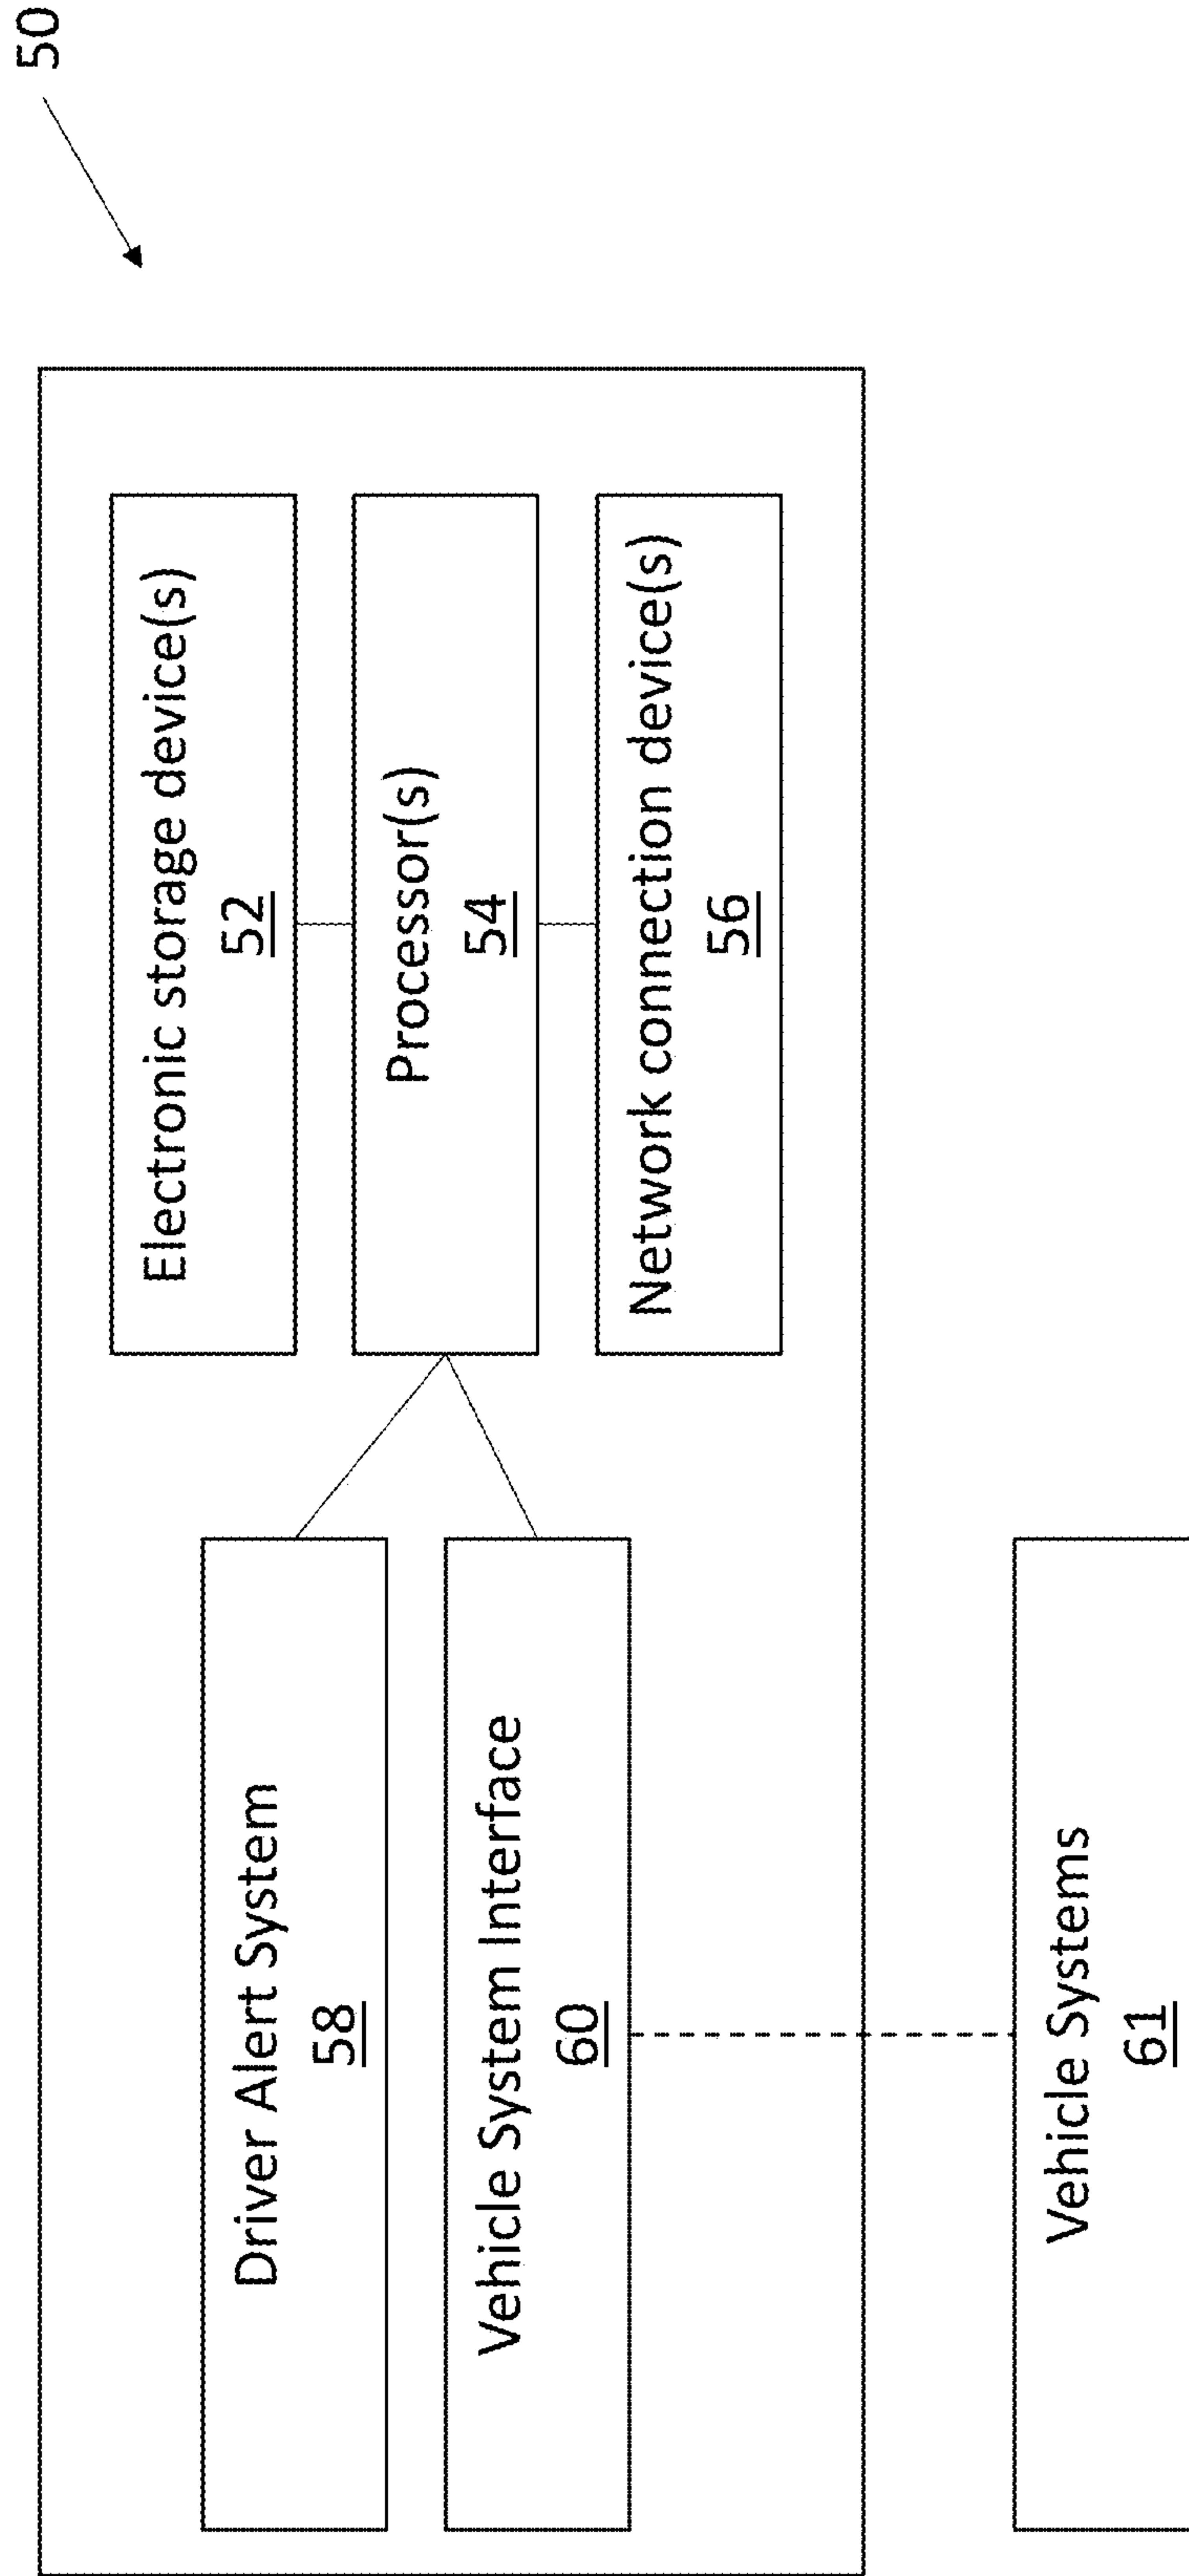 50
Driver Alert System
58
Vehicle System Interface
60
Electronic storage device(s)
52
Processor(s)
54
Network connection device(s)
56
Vehicle Systems
61